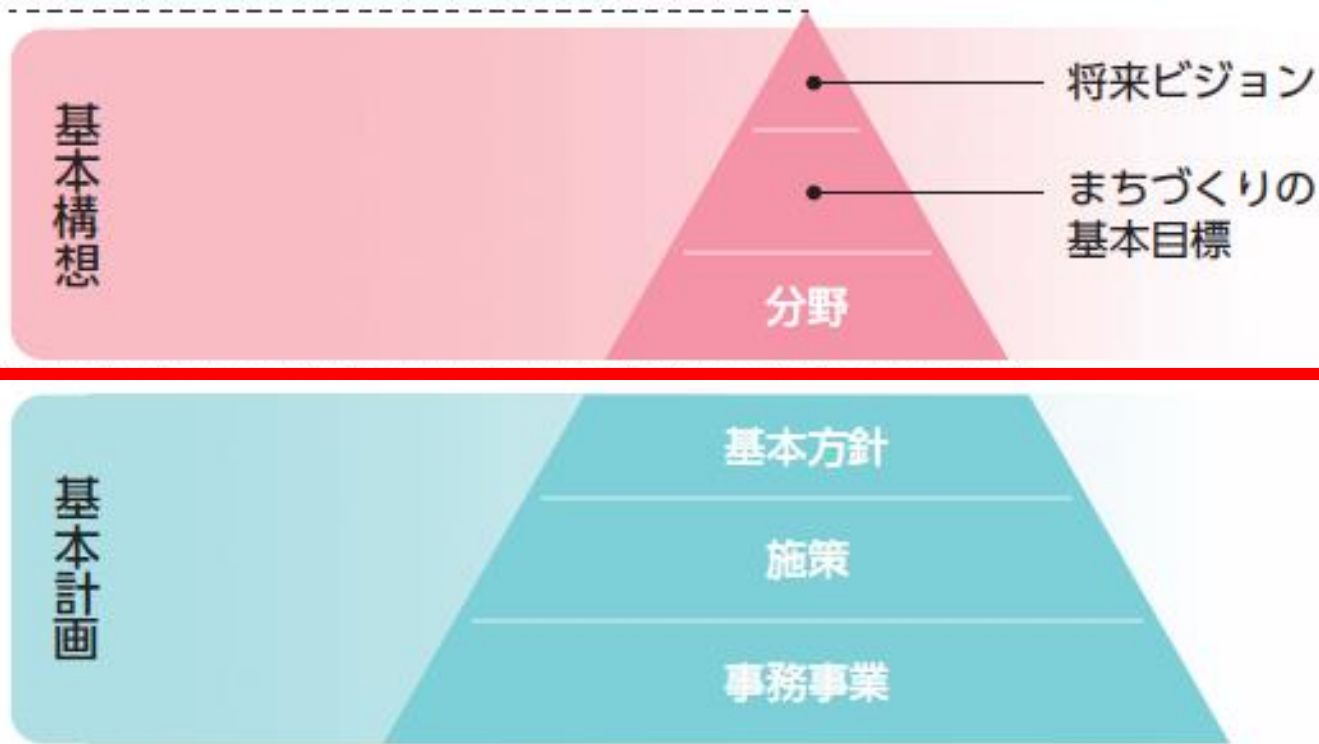 基本構想
将来ビジョン
まちづくりの
基本目標
分野
基本計画
基本方針
施策
事務事業